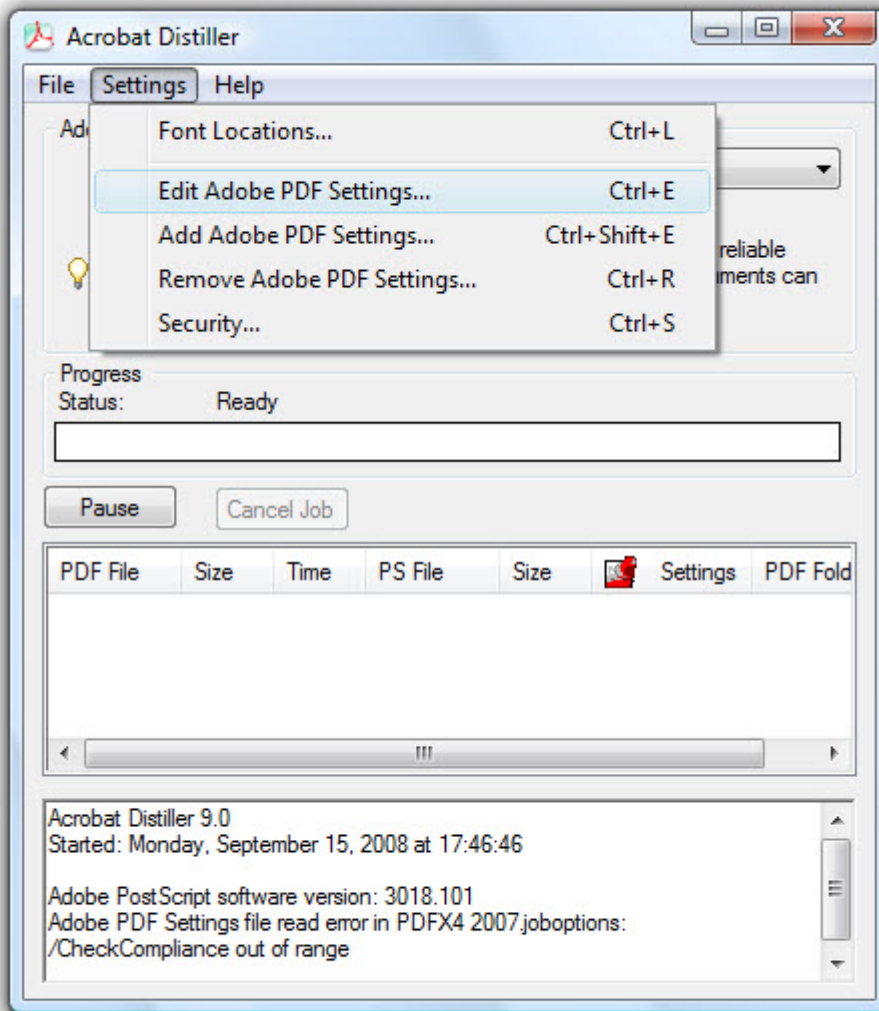 Acrobat Distiller
File Settings Help
Font Locations... Ctrl+L
Edit Adobe PDF Settings... Ctrl+E
Add Adobe PDF Settings... Ctrl+Shift+E
reliable
Remove Adobe PDF Settings... Ctrl+R
can
Security... Ctrl+S
Progress
Status: Ready
Pause Cancel Job
PDF File Size Time PS File Size Settings PDF Fold
Acrobat Distiller 9.0
Started: Monday, September 15, 2008 at 17:46:46
Adobe PostScript software version: 3018.101
Adobe PDF Settings file read error in PDFX4 2007.joboptions:
/CheckCompliance out of range